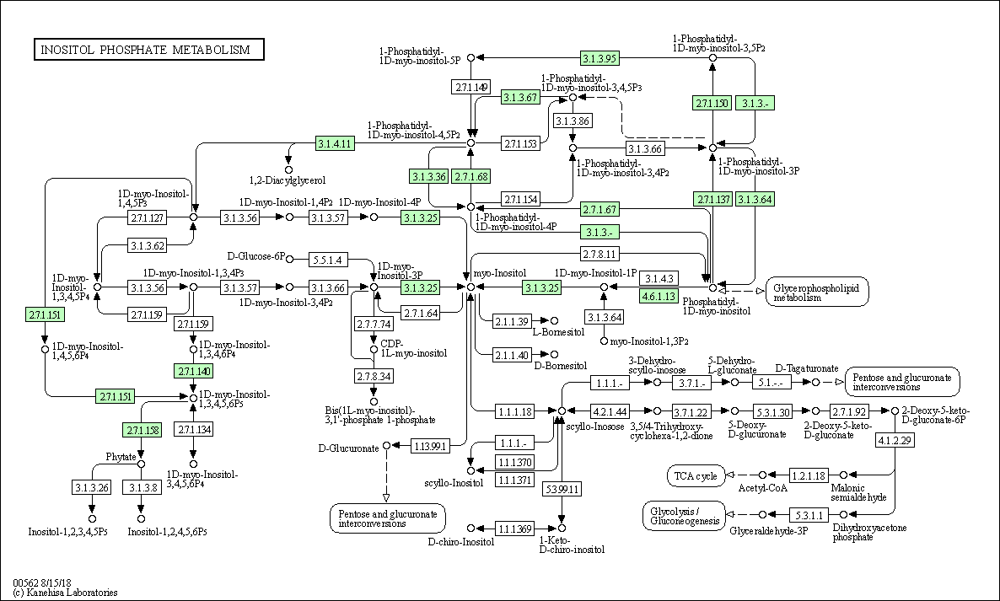 INOSITOL PHOSPHATE METABOLISM
1-Phosphatidyl-
1D-myo-inositol-5P
3.1.3.95
1-Phosphatidyl-
1D-myo-inositol-3,5P2
2.7.1.149
3.1.3.67
1-Phosphatidyl-
1D-myo-inositol-3,4,5P3
2.7.1.150
3.1.3.-
3.1.3.86
1-Phosphatidyl-
1D-myo-inositol-4,5P2
3.1.4.11
2.7.1.153
3.1.3.66
1,2-Diacylglycerol
1-Phosphatidyl-
1D-myo-inositol-3,4P2
1-Phosphatidyl-
1D-myo-inositol-3P
3.1.3.36
2.7.1.68
2.7.1.154
2.7.1.137
3.1.3.64
1D-myo-Inositol-
1,4,5P3
1D-myo-Inositol-1,4P2
1D-myo-Inositol-4P
2.7.1.67
2.7.1.127
3.1.3.56
3.1.3.57
3.1.3.25
1-Phosphatidyl-
1D-myo-inositol-4P
3.1.3.-
3.1.3.62
D-Glucose-6P
5.5.1.4
2.7.8.11
1D-myo-
Inositol-
1,3,4,5P4
1D-myo-Inositol-1,3,4P3
1D-myo-
Inositol-3P
myo-Inositol
1D-myo-Inositol-1P
3.1.4.3
3.1.3.56
3.1.3.57
3.1.3.66
3.1.3.25
3.1.3.25
4.6.1.13
Glycerophospholipid
metabolism
1D-myo-Inositol-3,4P2
Phosphatidyl-
1D-myo-inositol
2.7.1.151
2.7.1.159
2.7.1.159
2.7.7.74
2.7.1.64
2.1.1.39
L-Bornesitol
3.1.3.64
myo-Inositol-1,3P2
1D-myo-Inositol-
1,4,5,6P4
1D-myo-Inositol-
1,3,4,6P4
CDP-
1L-myo-inositol
2.1.1.40
D-Bornesitol
2.7.1.140
2.7.8.34
3-Dehydro-
scyllo-inosose
5-Dehydro-
L-gluconate
D-Tagaturonate
1.1.1.-
3.7.1.-
5.1.-.-
Pentose and glucuronate
interconversions
2.7.1.151
1D-myo-Inositol-
1,3,4,5,6P5
Bis(1L-myo-inositol)-
3,1'-phosphate 1-phosphate
1.1.1.18
4.2.1.44
3.7.1.22
5.3.1.30
2.7.1.92
2-Deoxy-5-keto-
D-gluconate-6P
scyllo-Inosose
3,5/4-Trihydroxy-
cyclohexa-1,2-dione
5-Deoxy-
D-glucuronate
2-Deoxy-5-keto-
D-gluconate
2.7.1.158
2.7.1.134
D-Glucuronate
1.13.99.1
1.1.1.-
4.1.2.29
Phytate
1D-myo-Inositol-
3,4,5,6P4
1.1.1.370
1.1.1.371
scyllo-Inositol
TCA cycle
Acetyl-CoA
1.2.1.18
Malonic
semialdehyde
3.1.3.26
3.1.3.8
5.3.99.11
Pentose and glucuronate
interconversions
Glycolysis /
Gluconeogenesis
Glyceraldehyde-3P
5.3.1.1
Dihydroxyacetone
phosphate
Inositol-1,2,3,4,5P5
Inositol-1,2,4,5,6P5
D-chiro-Inositol
1.1.1.369
1-Keto-
D-chiro-inositol
00562 8/15/18
(c) Kanehisa Laboratories